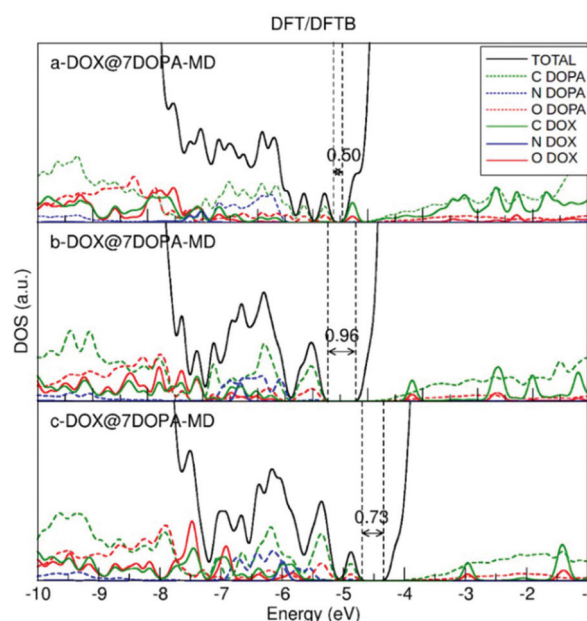 DFT/DFTB
a-DOX@7DOPA-MD
TOTAL
C DOPA
N DOPA
O DOPA
C DOX
N DOX
O DOX
0.50
b-DOX@7DOPA-MD
0.96
DOS (a.u.)
c-DOX@7DOPA-MD
0.73
-10 -9 -8 -7 -6 -5 -4 -3 -2
Energy (eV)